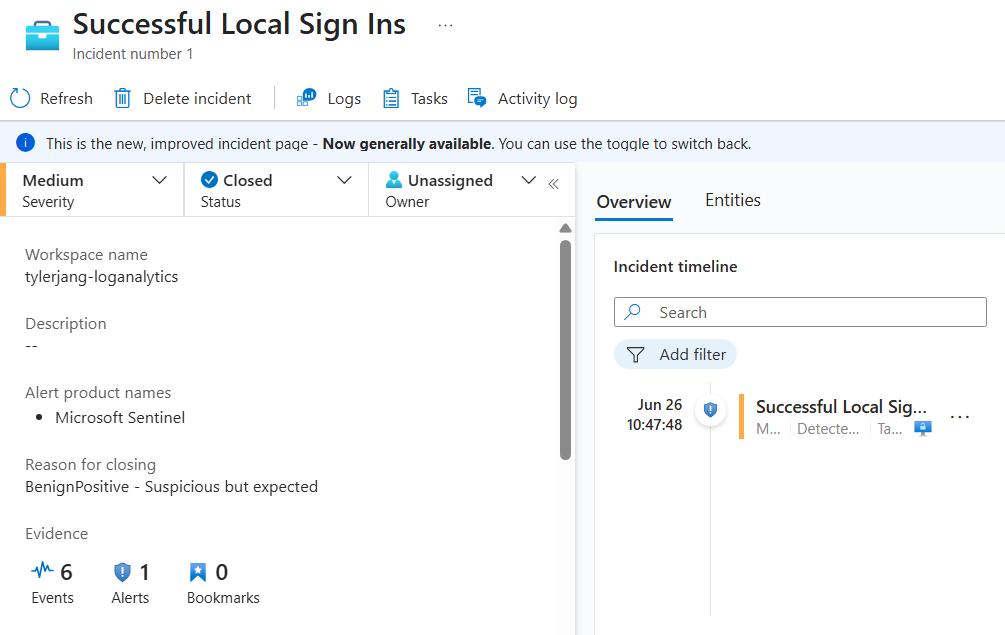 Successful Local Sign Ins ...
Incident number 1
Refresh Delete incident Logs Tasks Activity log
This is the new, improved incident page - Now generally available. You can use the toggle to switch back.
Medium
Severity
Closed
Status
Unassigned
Owner
Workspace name
tylerjang-loganalytics
Description
--
Alert product names
• Microsoft Sentinel
Reason for closing
BenignPositive - Suspicious but expected
Evidence
6
Events
1
Alerts
0
Bookmarks
Overview Entities
Incident timeline
Search
Add filter
Jun 26
10:47:48
Successful Local Sig... ...
M... Detecte... Ta...